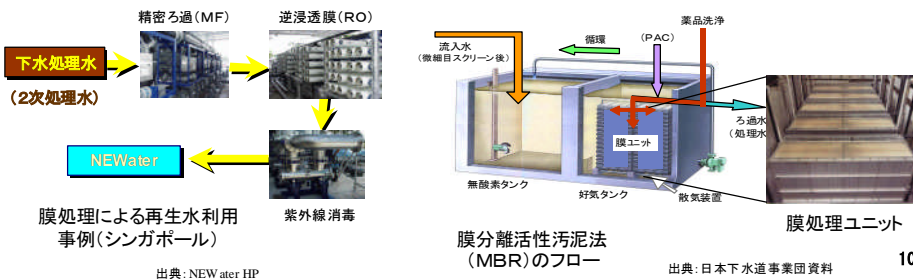 精密ろ過(MF)
逆浸透膜(RO)
下水処理水
(2次処理水)
NEWater
紫外線消毒
膜処理による再生水利用
事例(シンガポール)
出典:NEWater HP
流入水
(微細目スクリーン後)
循環
(PAC)
薬品洗浄
ろ過水
(処理水
膜ユニット
無酸素タンク
好気タンク
散気装置
膜処理ユニット
膜分離活性汚泥法
(MBR)のフロー
出典:日本下水道事業団資料
10